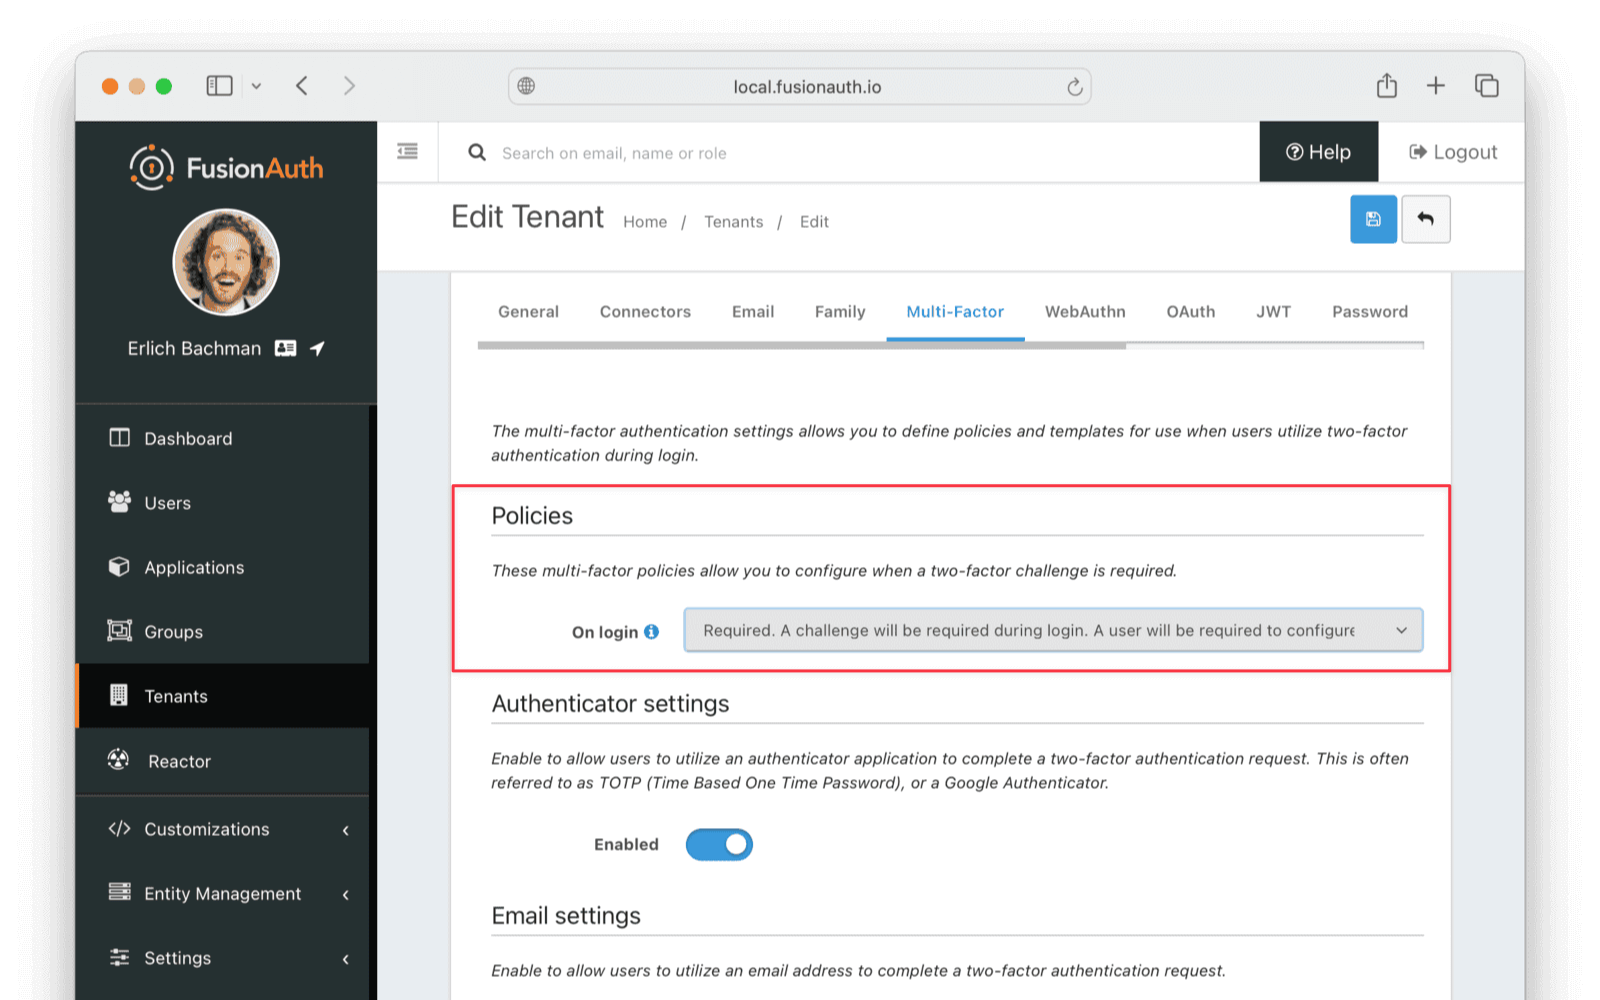 local.fusionauth.io
FusionAuth
Search on email, name or role
Help
Logout
Edit Tenant
Home / Tenants / Edit
Erlich Bachman
General
Connectors
Email
Family
Multi-Factor
WebAuthn
OAuth
JWT
Password
Dashboard
Users
Applications
Groups
Tenants
Reactor
Customizations
Entity Management
Settings
The multi-factor authentication settings allows you to define policies and templates for use when users utilize two-factor
authentication during login.
Policies
These multi-factor policies allow you to configure when a two-factor challenge is required.
On login
Required. A challenge will be required during login. A user will be required to configure
Authenticator settings
Enable to allow users to utilize an authenticator application to complete a two-factor authentication request. This is often
referred to as TOTP (Time Based One Time Password), or a Google Authenticator.
Enabled
Email settings
Enable to allow users to utilize an email address to complete a two-factor authentication request.